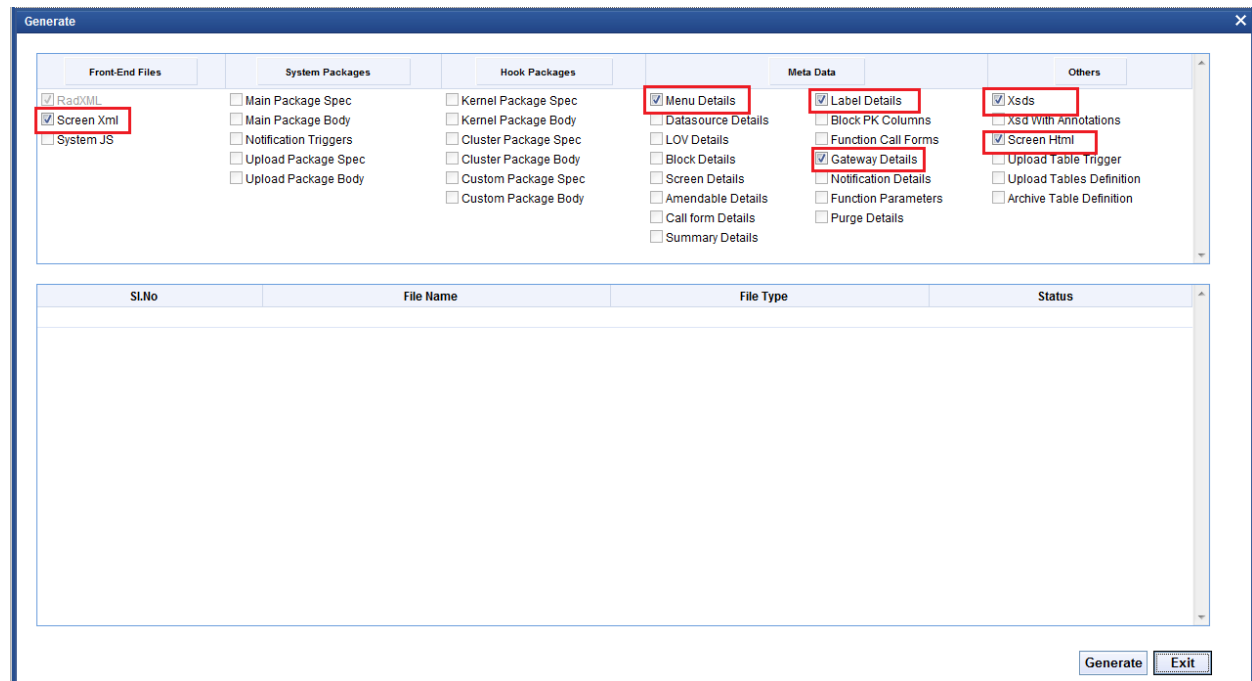 Generate
Front-End Files System Packages Hook Packages Meta Data Others
RadXML Main Package Spec Kernel Package Spec Menu Details Label Details Xsds
Screen Xml Main Package Body Kernel Package Body Datasource Details Block PK Columns Xsd With Annotations
System JS Notification Triggers Cluster Package Spec LOV Details Function Call Forms Screen Html
Upload Package Spec Cluster Package Body Block Details Gateway Details Upload Table Trigger
Upload Package Body Custom Package Spec Screen Details Notification Details Upload Tables Definition
Custom Package Body Amendable Details Function Parameters Archive Table Definition
Call form Details Purge Details
Summary Details
Sl.No File Name File Type Status
Generate Exit